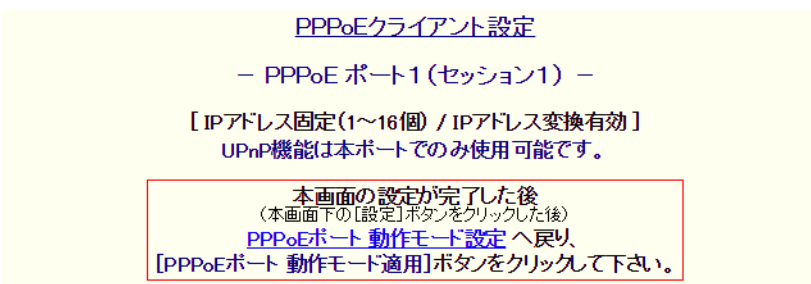 PPPoEクライアント設定
－ PPPoE ポート1（セッション1） －
[ IPアドレス固定(1～16個) / IPアドレス変換有効 ]
UPnP機能は本ポートでのみ使用可能です。
本画面の設定が完了した後
（本画面下の[設定]ボタンをクリックした後）
PPPoEポート 動作モード設定 へ戻り、
[PPPoEポート 動作モード適用]ボタンをクリックして下さい。